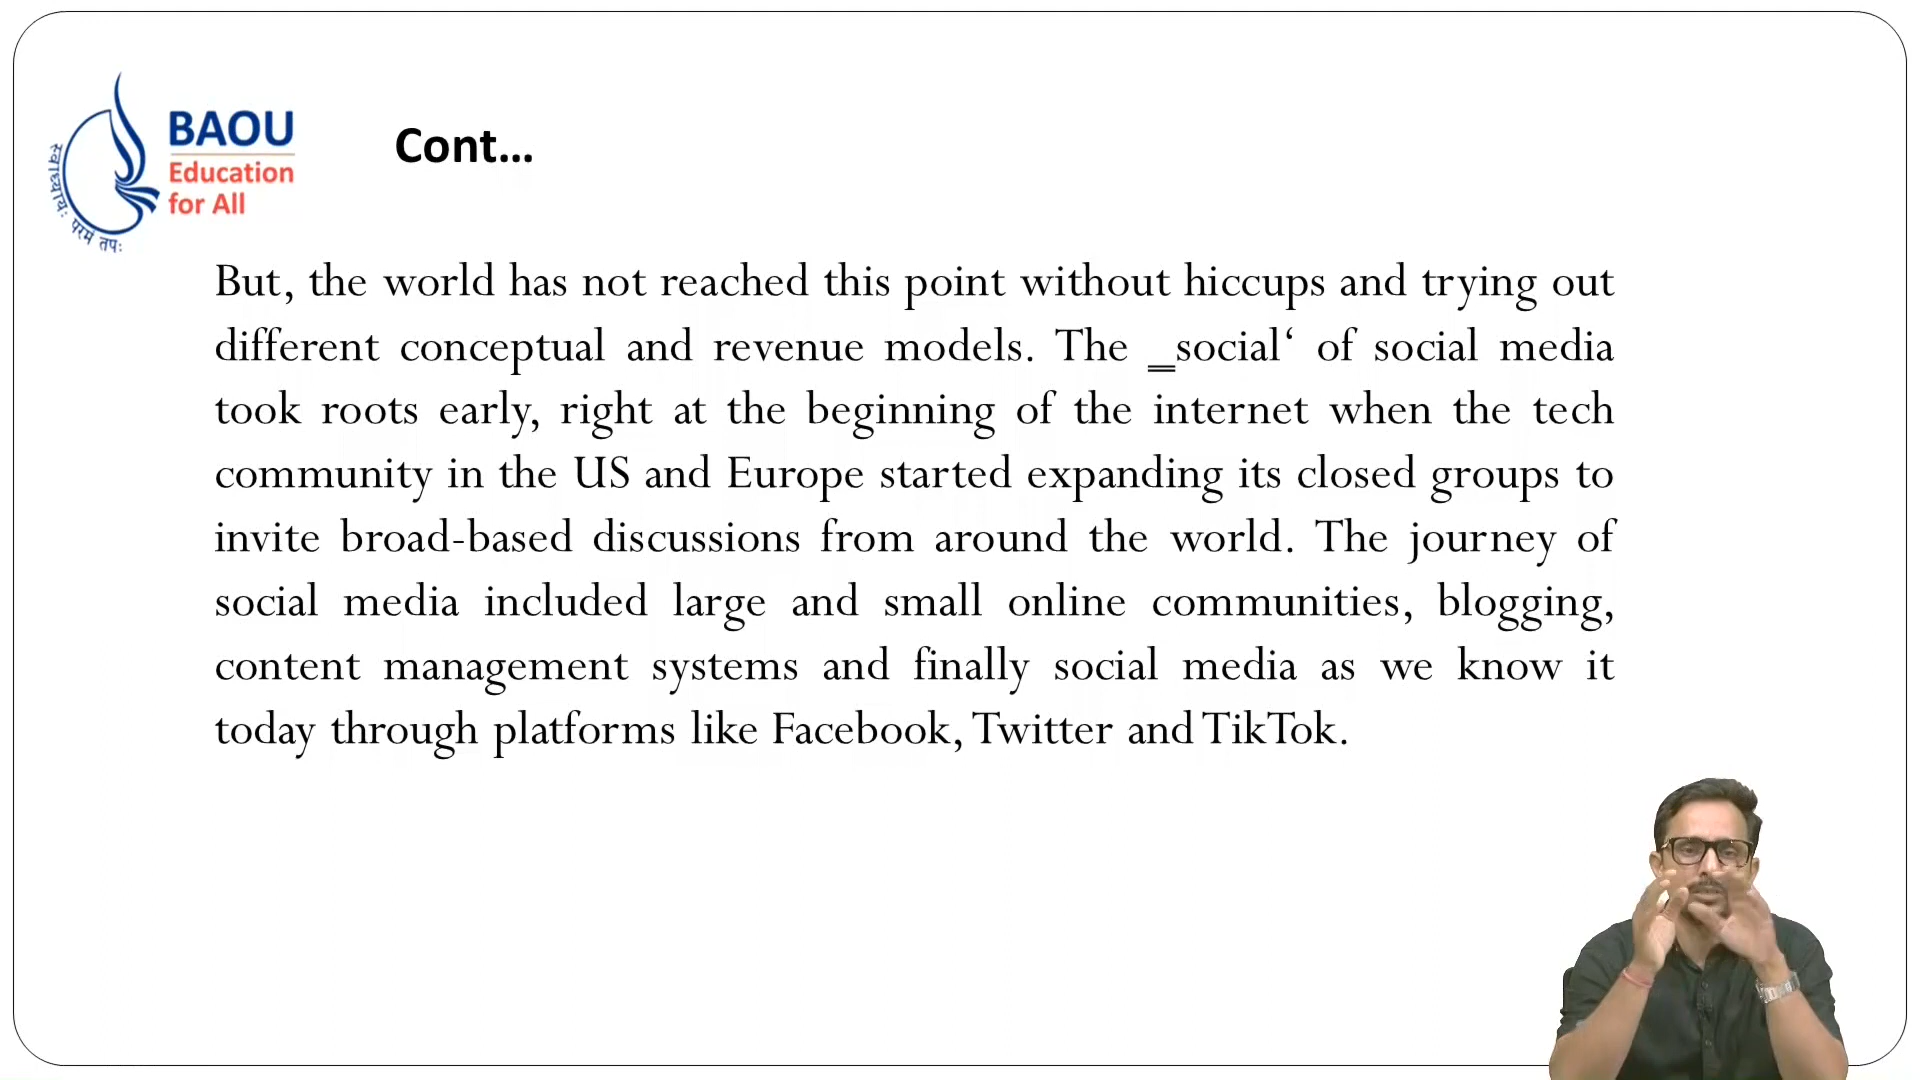 BAOU
Education
for All
स्वाध्यायः परमं तपः
Cont...
But, the world has not reached this point without hiccups and trying out
different conceptual and revenue models. The ‗social‘ of social media
took roots early, right at the beginning of the internet when the tech
community in the US and Europe started expanding its closed groups to
invite broad-based discussions from around the world. The journey of
social media included large and small online communities, blogging,
content management systems and finally social media as we know it
today through platforms like Facebook, Twitter and TikTok.